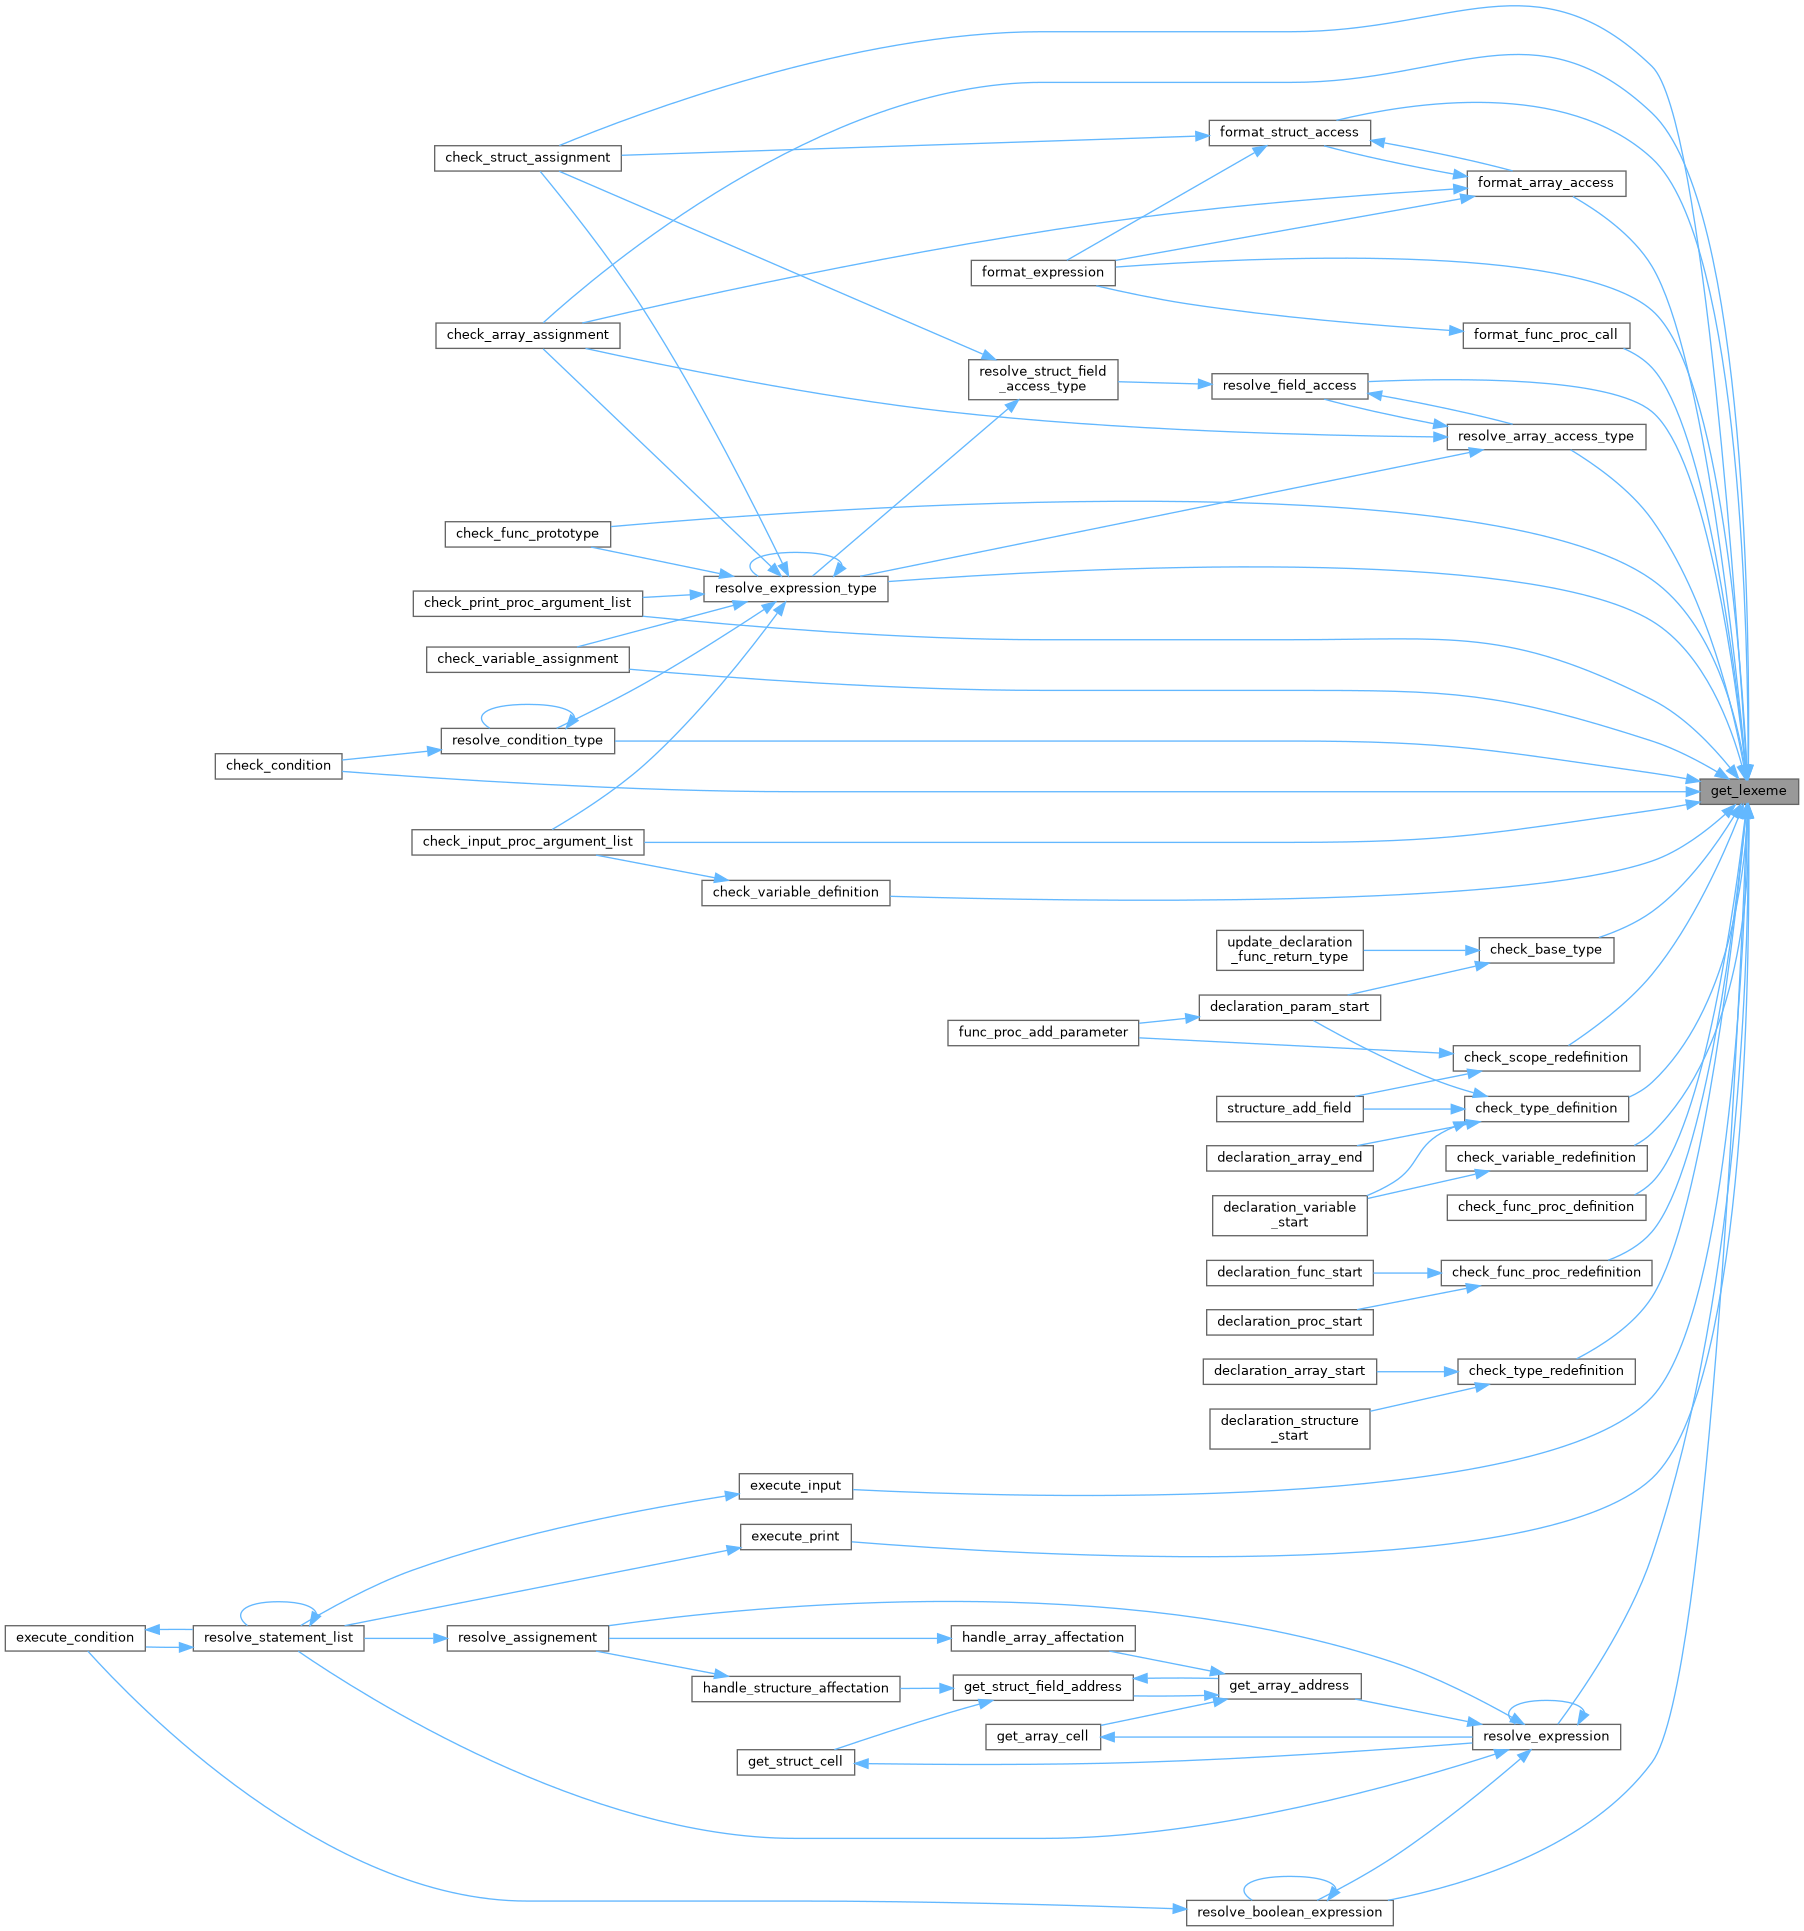 format_struct_access
check_struct_assignment
format_array_access
format_expression
format_func_proc_call
check_array_assignment
resolve_struct_field
_access_type
resolve_field_access
resolve_array_access_type
check_func_prototype
resolve_expression_type
check_print_proc_argument_list
check_variable_assignment
resolve_condition_type
check_condition
get_lexeme
check_input_proc_argument_list
check_variable_definition
update_declaration
_func_return_type
check_base_type
declaration_param_start
func_proc_add_parameter
check_scope_redefinition
structure_add_field
check_type_definition
declaration_array_end
check_variable_redefinition
declaration_variable
_start
check_func_proc_definition
declaration_func_start
check_func_proc_redefinition
declaration_proc_start
declaration_array_start
check_type_redefinition
declaration_structure
_start
execute_input
execute_print
execute_condition
resolve_statement_list
resolve_assignement
handle_array_affectation
handle_structure_affectation
get_struct_field_address
get_array_address
get_array_cell
resolve_expression
get_struct_cell
resolve_boolean_expression